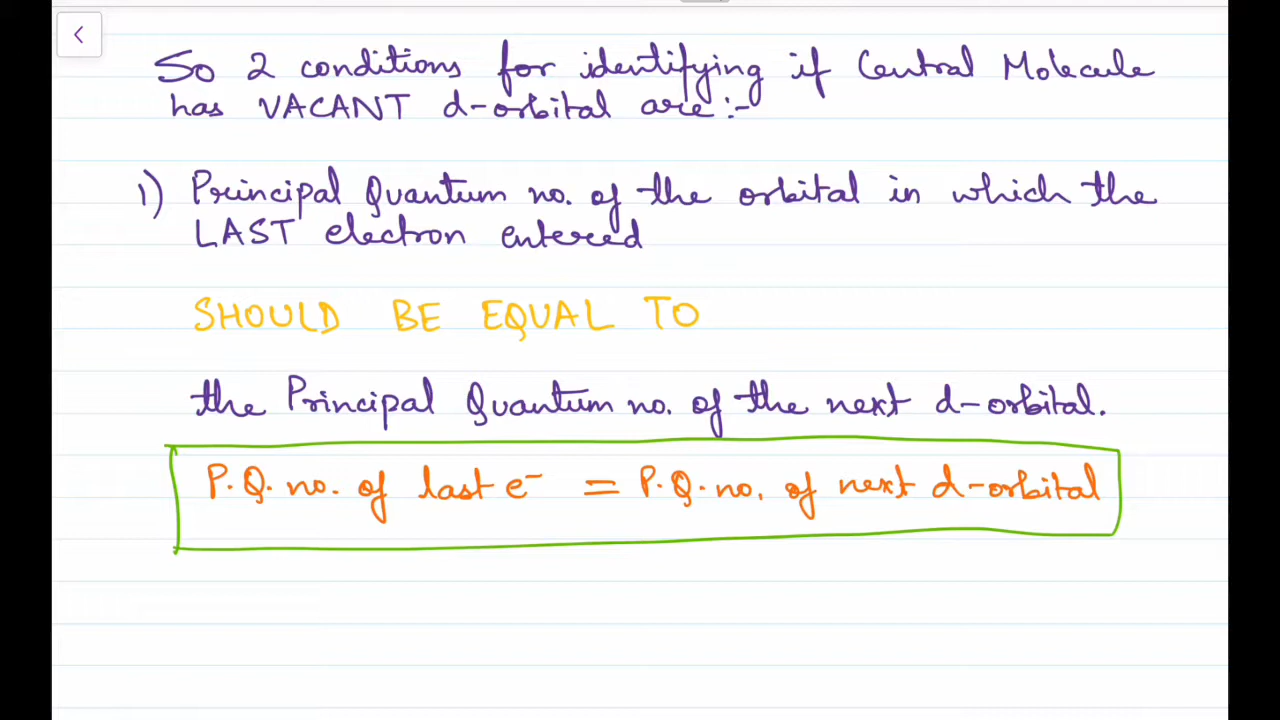 So 2 conditions for identifying if Central Molecule
has VACANT d-orbital are:-
1) Principal Quantum no. of the orbital in which the
LAST electron entered
SHOULD BE EQUAL TO
the Principal Quantum no. of the next d-orbital.
P.Q. no. of last e⁻ = P.Q. no. of next d-orbital